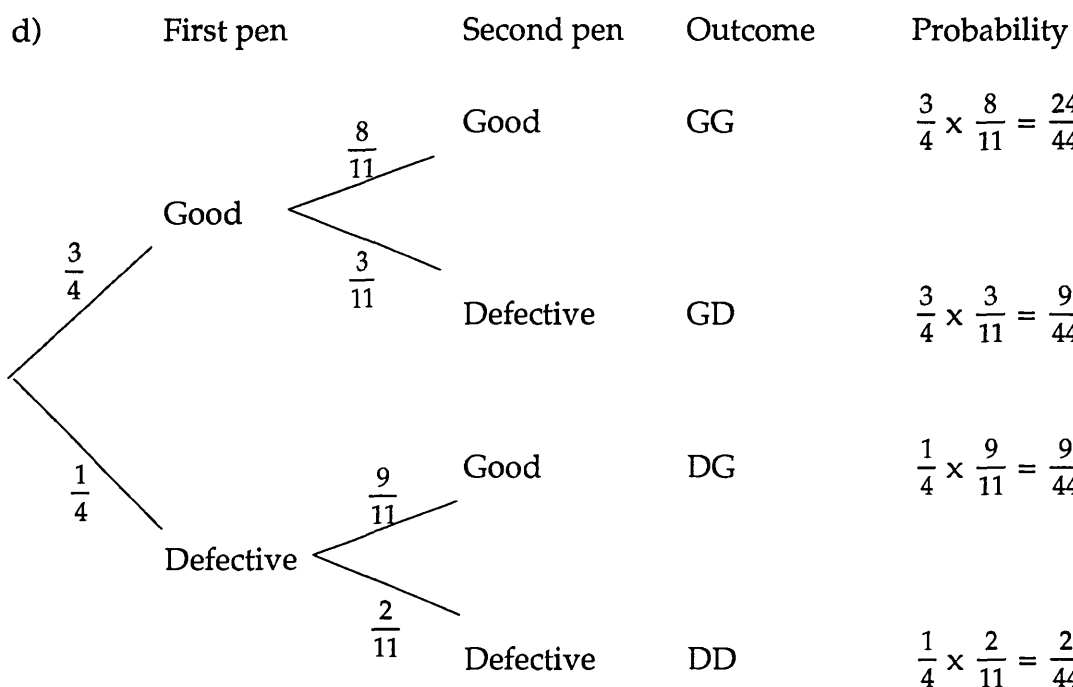 d) First pen Second pen Outcome Probability
8/11 Good GG 3/4 x 8/11 = 24/44
Good
3/4 3/11
Defective GD 3/4 x 3/11 = 9/44
1/4 9/11 Good DG 1/4 x 9/11 = 9/44
Defective
2/11
Defective DD 1/4 x 2/11 = 2/44